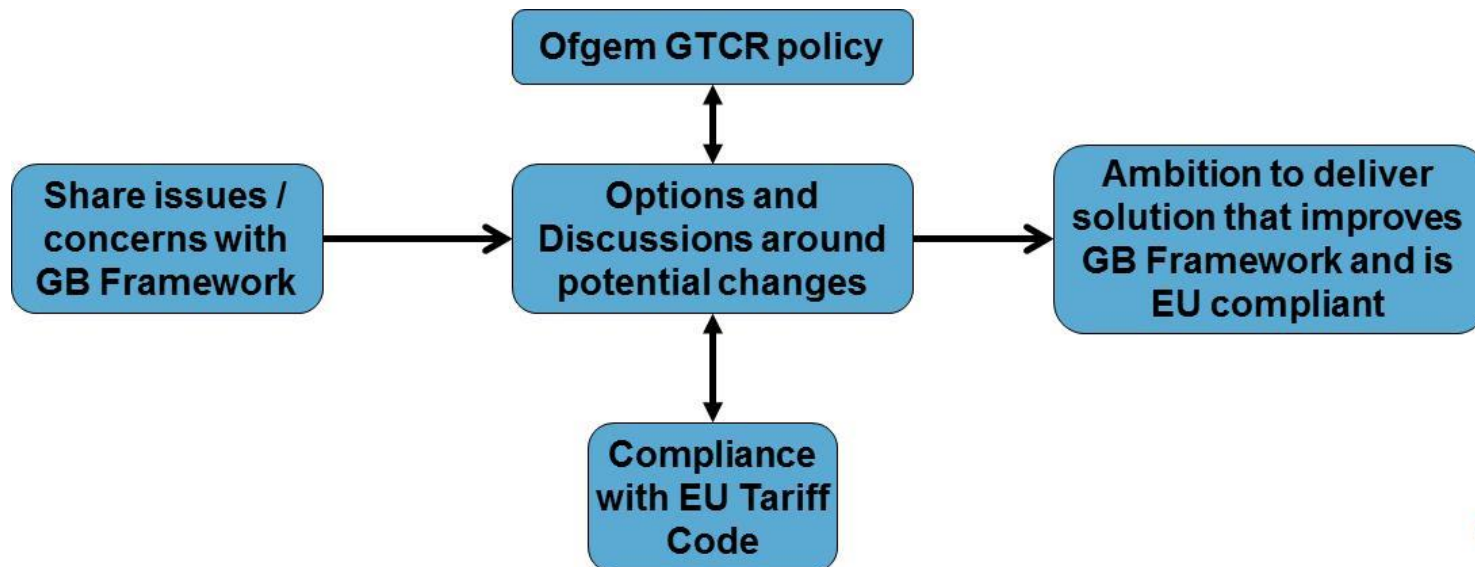 Ofgem GTCR policy
Share issues /
concerns with
GB Framework
Options and
Discussions around
potential changes
Ambition to deliver
solution that improves
GB Framework and is
EU compliant
Compliance
with EU Tariff
Code